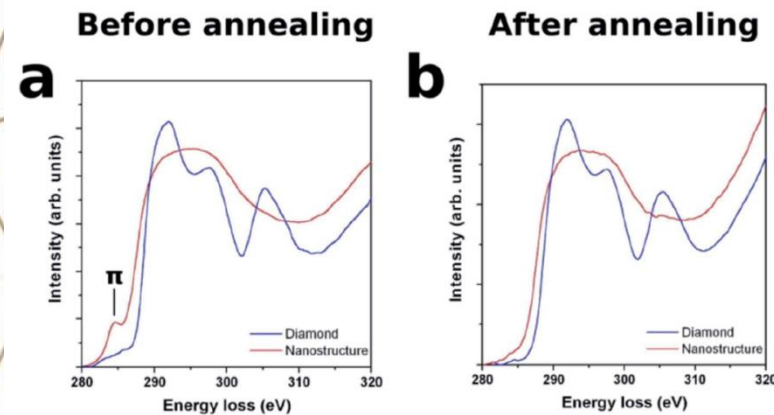 Before annealing
After annealing
a
Intensity (arb. units)
π
Diamond
Nanostructure
280
290
300
310
320
Energy loss (eV)
b
Intensity (arb. units)
Diamond
Nanostructure
280
290
300
310
320
Energy loss (eV)